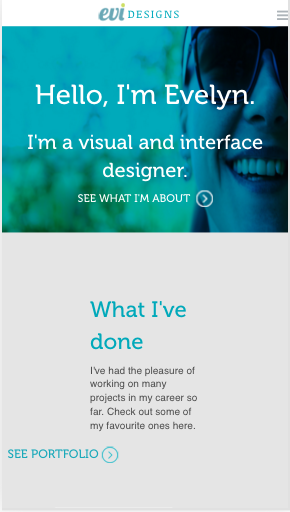 evi DESIGNS
Hello, I'm Evelyn.
I'm a visual and interface
designer.
SEE WHAT I'M ABOUT
What I've
done
I've had the pleasure of
working on many
projects in my career so
far. Check out some of
my favourite ones here.
SEE PORTFOLIO